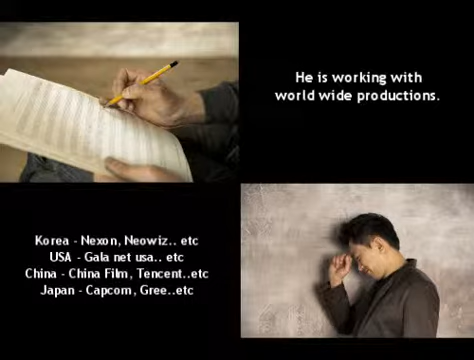 He is working with
world wide productions.
Korea - Nexon, Neowiz.. etc
USA - Gala net usa.. etc
China - China Film, Tencent..etc
Japan - Capcom, Gree..etc